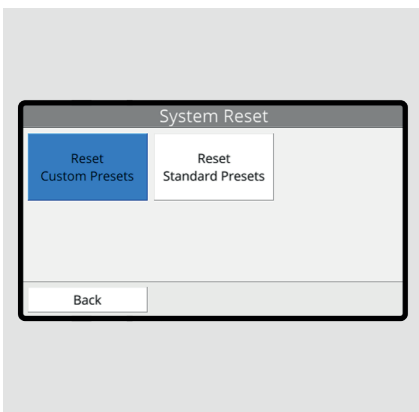 System Reset
Reset
Custom Presets
Reset
Standard Presets
Back